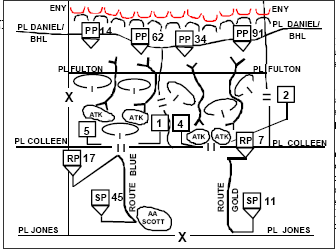 ENY ENY
PL DANIEL/ BHL PL DANIEL/ BHL
PP 14 PP 62 PP 34 PP 91
PL FULTON PL FULTON
X
ATK ATK ATK ATK
5 1 4 2
PL COLLEEN PL COLLEEN
RP 17 RP 7
ROUTE BLUE
ROUTE GOLD
SP 45 SP 11
AA SCOTT
PL JONES X PL JONES